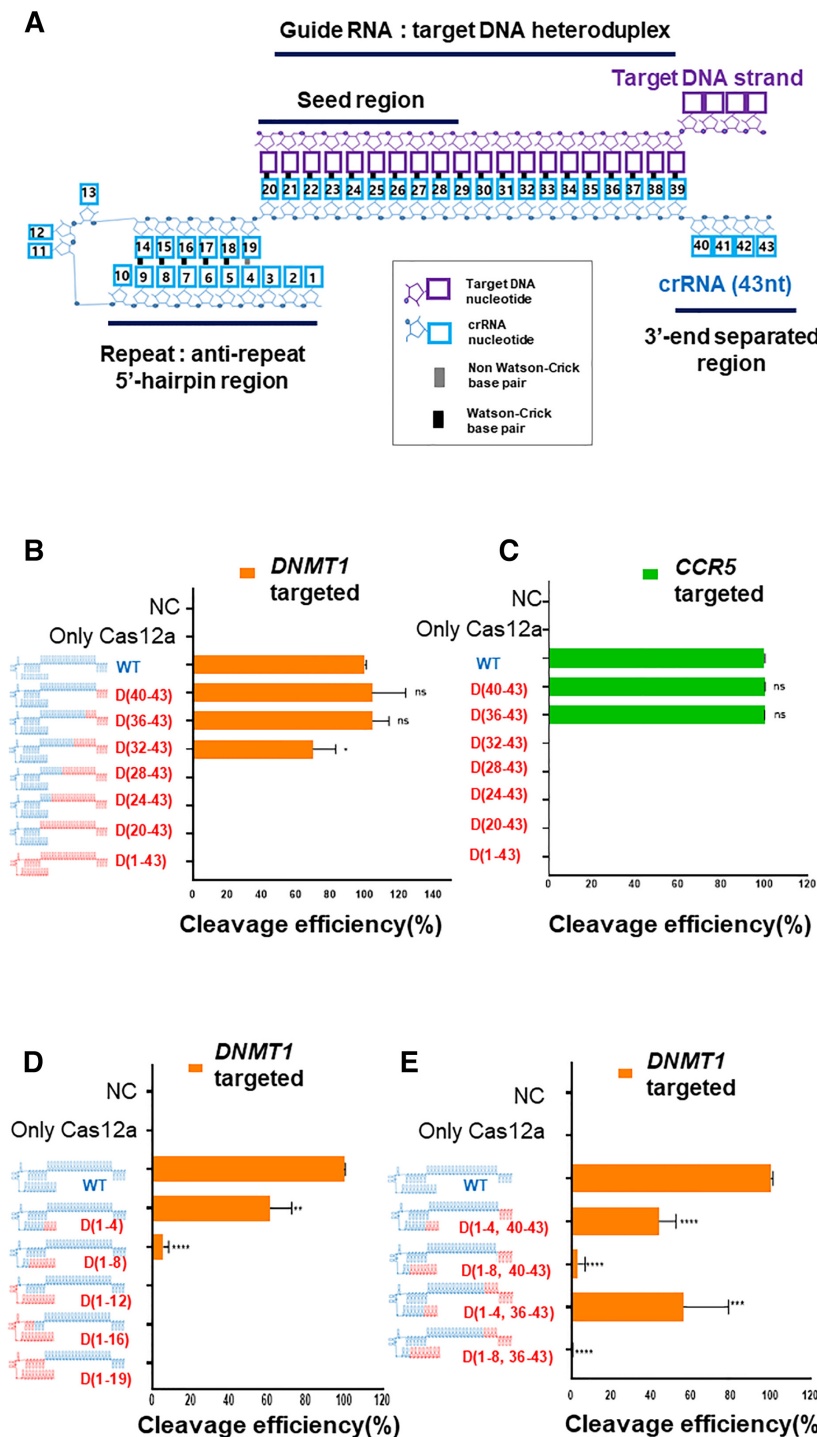 A
Guide RNA : target DNA heteroduplex
Target DNA strand
Seed region
20 21 22 23 24 25 26 27 28 29 30 31 32 33 34 35 36 37 38 39
13
12
11
14 15 16 17 18 19
10 9 8 7 6 5 4 3 2 1
40 41 42 43
crRNA (43nt)
Repeat : anti-repeat
5'-hairpin region
3'-end separated
region
Target DNA
nucleotide
crRNA
nucleotide
Non Watson-Crick
base pair
Watson-Crick
base pair
B
DNMT1
targeted
NC
Only Cas12a
WT
D(40-43)
ns
D(36-43)
ns
D(32-43)
*
D(28-43)
D(24-43)
D(20-43)
D(1-43)
0 20 40 60 80 100 120 140
Cleavage efficiency(%)
C
CCR5
targeted
NC
Only Cas12a
WT
D(40-43)
ns
D(36-43)
ns
D(32-43)
D(28-43)
D(24-43)
D(20-43)
D(1-43)
0 20 40 60 80 100 120
Cleavage efficiency(%)
D
DNMT1
targeted
NC
Only Cas12a
WT
D(1-4)
**
D(1-8)
****
D(1-12)
D(1-16)
D(1-19)
0 20 40 60 80 100 120
Cleavage efficiency(%)
E
DNMT1
targeted
NC
Only Cas12a
WT
D(1-4, 40-43)
****
D(1-8, 40-43)
****
D(1-4, 36-43)
***
D(1-8, 36-43)
****
0 20 40 60 80 100 120
Cleavage efficiency(%)